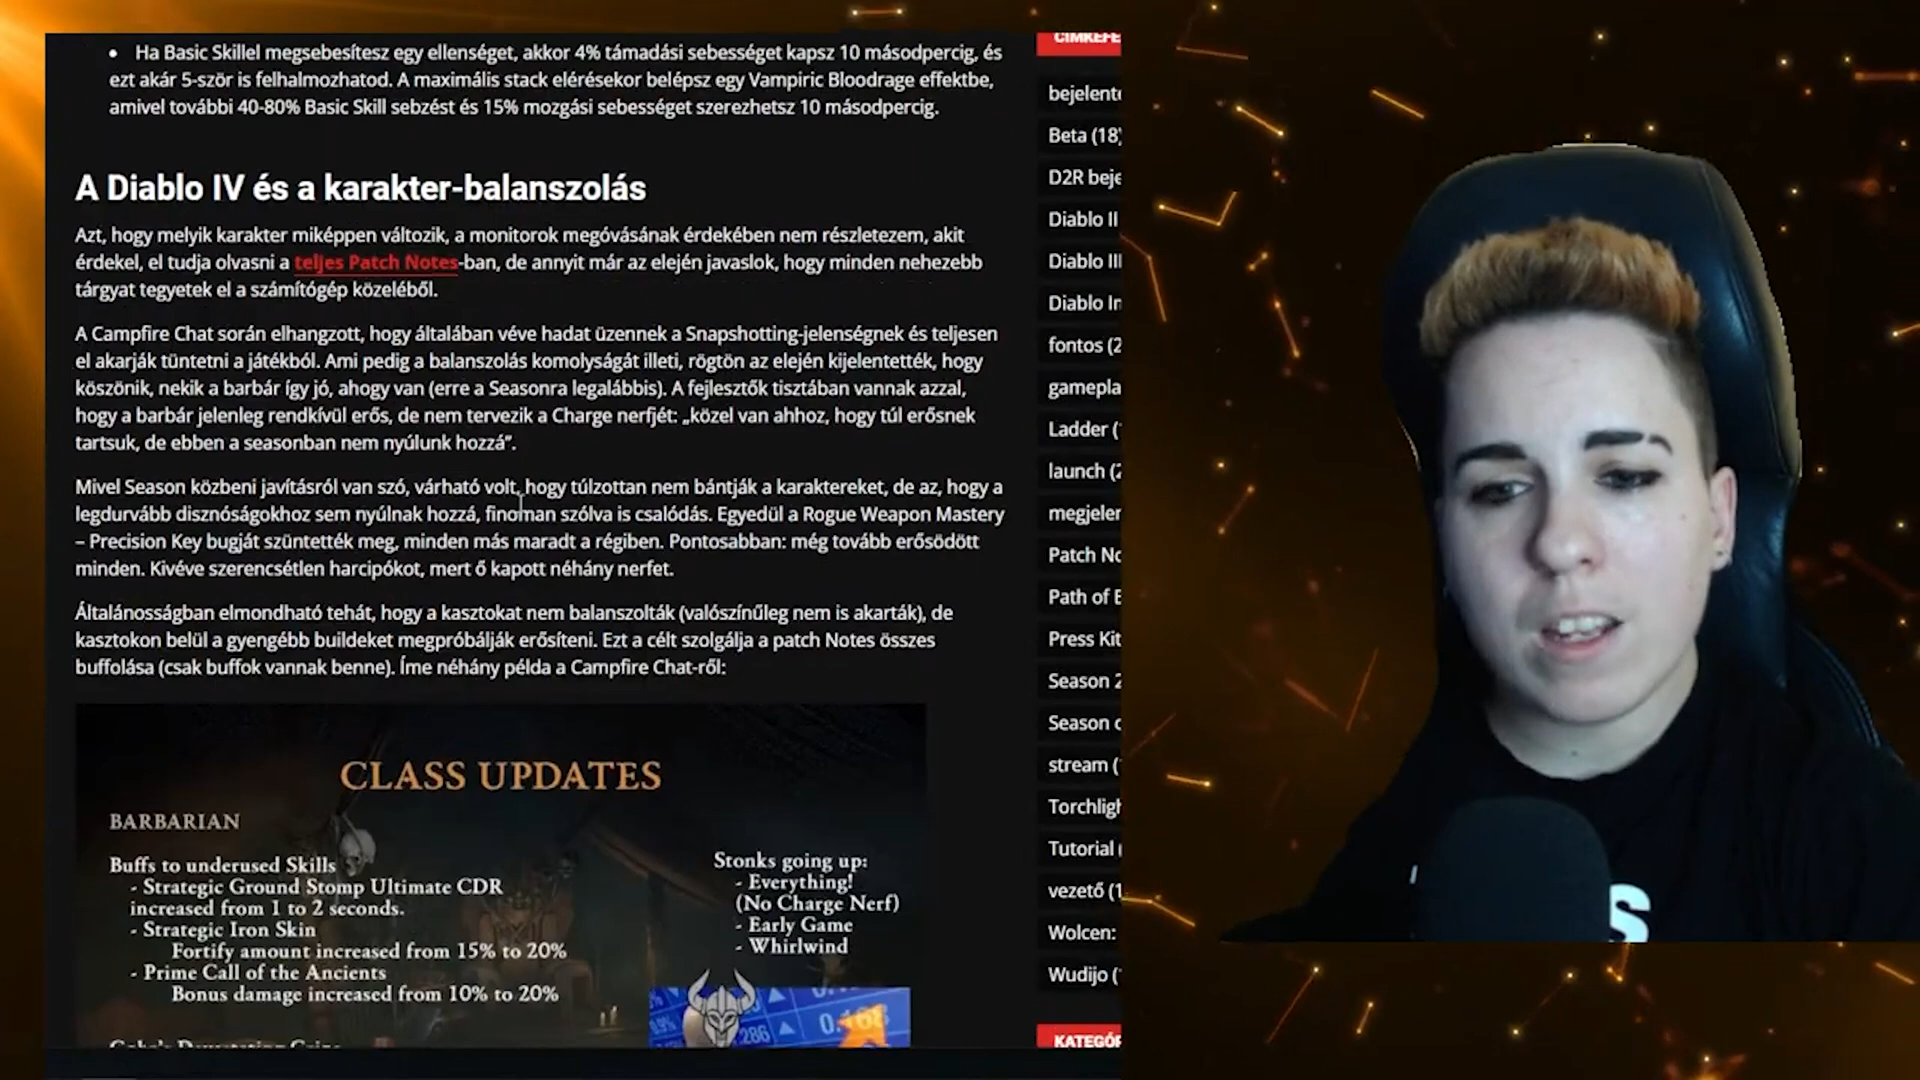 Ha Basic Skillel megsebesítesz egy ellenséget, akkor 4% támadási sebességet kapsz 10 másodpercig, és
ezt akár 5-ször is felhalmozhatod. A maximális stack elérésekor belépsz egy Vampiric Bloodrage effektbe,
amivel további 40-80% Basic Skill sebzést és 15% mozgási sebességet szerezhetsz 10 másodpercig.
A Diablo IV és a karakter-balanszolás
Azt, hogy melyik karakter miképpen változik, a monitorok megóvásának érdekében nem részletezem, akit
érdekel, el tudja olvasni a teljes Patch Notes-ban, de annyit már az elején javaslok, hogy minden nehezebb
tárgyat tegyetek el a számítógép közeléből.
A Campfire Chat során elhangzott, hogy általában véve hadat üzennek a Snapshotting-jelenségnek és teljesen
el akarják tüntetni a játékból. Ami pedig a balanszolás komolyságát illeti, rögtön az elején kijelentették, hogy
köszönik, nekik a barbár így jó, ahogy van (erre a Seasonra legalábbis). A fejlesztők tisztában vannak azzal,
hogy a barbár jelenleg rendkívül erős, de nem tervezik a Charge nerfjét: „közel van ahhoz, hogy túl erősnek
tartsuk, de ebben a seasonban nem nyúlunk hozzá”.
Mivel Season közbeni javításról van szó, várható volt, hogy túlzottan nem bántják a karaktereket, de az, hogy a
legdurvább disznóságokhoz sem nyúlnak hozzá, finoman szólva is csalódás. Egyedül a Rogue Weapon Mastery
– Precision Key bugját szüntették meg, minden más maradt a régiben. Pontosabban: még tovább erősödött
minden. Kivéve szerencsétlen harcipókot, mert ő kapott néhány nerfet.
Általánosságban elmondható tehát, hogy a kasztokat nem balanszolták (valószínűleg nem is akarták), de
kasztokon belül a gyengébb buildeket megpróbálják erősíteni. Ezt a célt szolgálja a patch Notes összes
buffolása (csak buffok vannak benne). Íme néhány példa a Campfire Chat-ről:
CLASS UPDATES
BARBARIAN
Buffs to underused Skills
- Strategic Ground Stomp Ultimate CDR
increased from 1 to 2 seconds.
- Strategic Iron Skin
Fortify amount increased from 15% to 20%
- Prime Call of the Ancients
Bonus damage increased from 10% to 20%
Stonks going up:
- Everything!
(No Charge Nerf)
- Early Game
- Whirlwind
286
CÍMKEFE
bejelent
Beta (18)
D2R beje
Diablo II
Diablo III
Diablo In
fontos (2
gamepla
Ladder (
launch (2
megjelen
Patch No
Path of E
Press Kit
Season 2
Season o
stream (
Torchligh
Tutorial
vezető (1
Wolcen:
Wudijo (
KATEGÓR
S